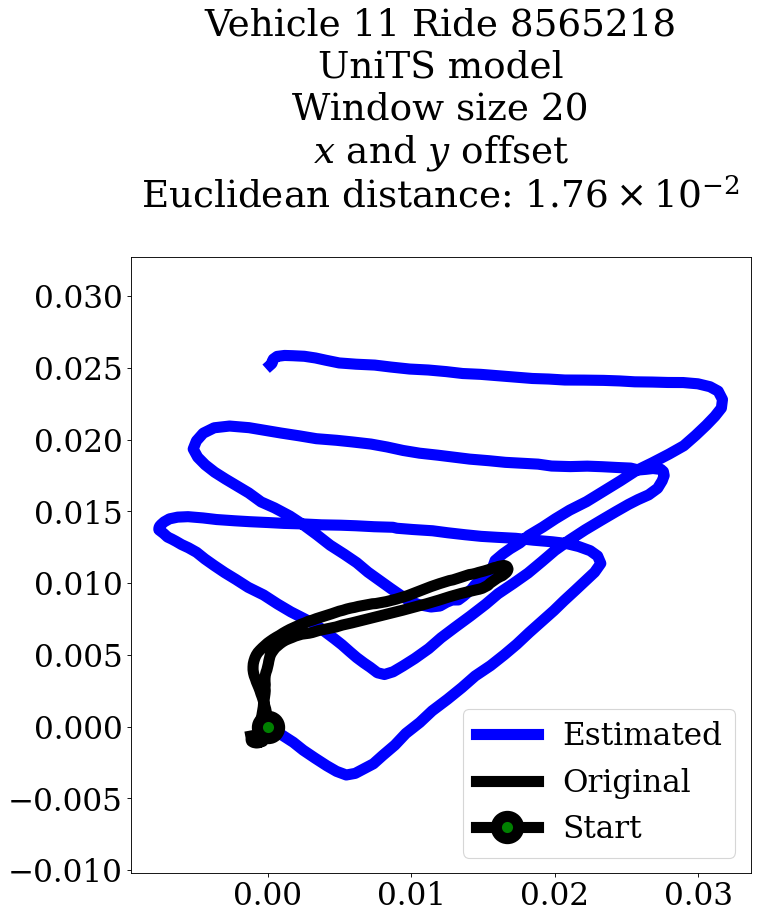 Vehicle 11 Ride 8565218
UniTS model
Window size 20
x and y offset
Euclidean distance: 1.76 × 10⁻²
0.030
0.025
0.020
0.015
0.010
0.005
0.000
−0.005
−0.010
0.00 0.01 0.02 0.03
Estimated
Original
Start